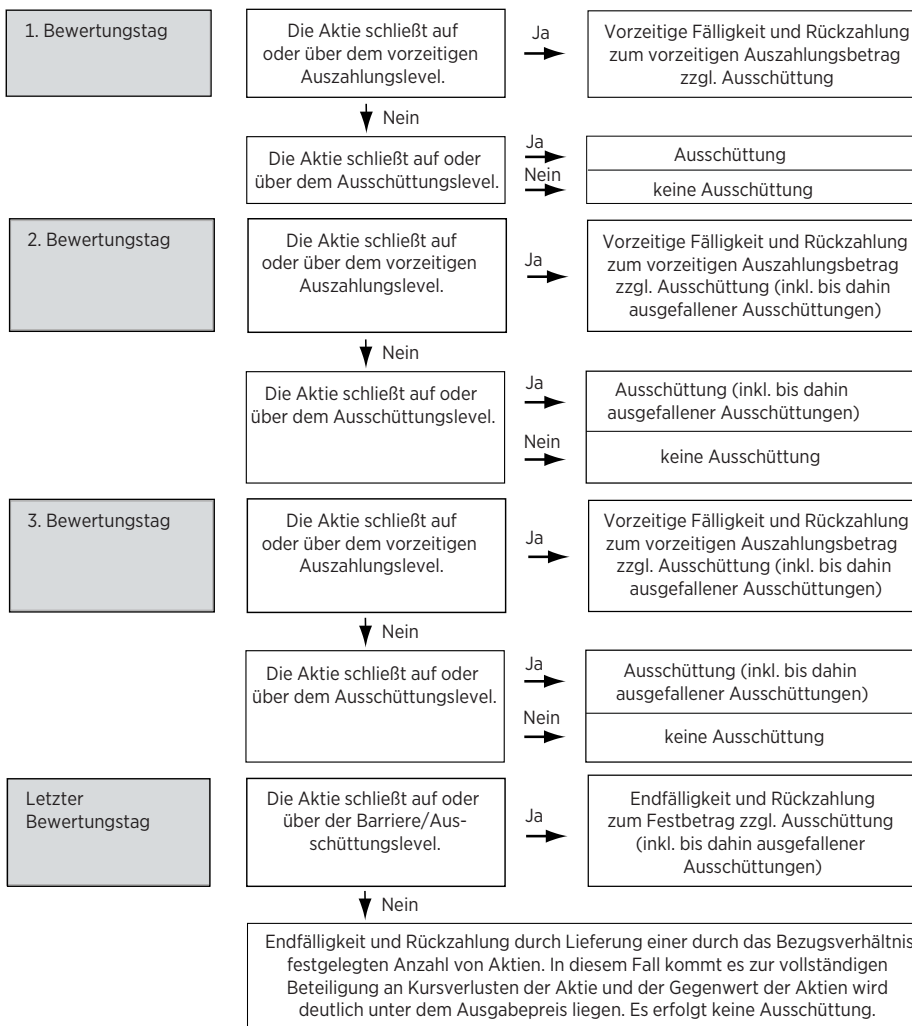 1. Bewertungstag
Die Aktie schließt auf
oder über dem vorzeitigen
Auszahlungslevel.
Ja
Vorzeitige Fälligkeit und Rückzahlung
zum vorzeitigen Auszahlungsbetrag
zzgl. Ausschüttung
Nein
Die Aktie schließt auf oder
über dem Ausschüttungslevel.
Ja
Ausschüttung
Nein
keine Ausschüttung
2. Bewertungstag
Die Aktie schließt auf
oder über dem vorzeitigen
Auszahlungslevel.
Ja
Vorzeitige Fälligkeit und Rückzahlung
zum vorzeitigen Auszahlungsbetrag
zzgl. Ausschüttung (inkl. bis dahin
ausgefallener Ausschüttungen)
Nein
Die Aktie schließt auf oder
über dem Ausschüttungslevel.
Ja
Ausschüttung (inkl. bis dahin
ausgefallener Ausschüttungen)
Nein
keine Ausschüttung
3. Bewertungstag
Die Aktie schließt auf
oder über dem vorzeitigen
Auszahlungslevel.
Ja
Vorzeitige Fälligkeit und Rückzahlung
zum vorzeitigen Auszahlungsbetrag
zzgl. Ausschüttung (inkl. bis dahin
ausgefallener Ausschüttungen)
Nein
Die Aktie schließt auf oder
über dem Ausschüttungslevel.
Ja
Ausschüttung (inkl. bis dahin
ausgefallener Ausschüttungen)
Nein
keine Ausschüttung
Letzter
Bewertungstag
Die Aktie schließt auf oder
über der Barriere/Aus-
schüttungslevel.
Ja
Endfälligkeit und Rückzahlung
zum Festbetrag zzgl. Ausschüttung
(inkl. bis dahin ausgefallener
Ausschüttungen)
Nein
Endfälligkeit und Rückzahlung durch Lieferung einer durch das Bezugsverhältnis
festgelegten Anzahl von Aktien. In diesem Fall kommt es zur vollständigen
Beteiligung an Kursverlusten der Aktie und der Gegenwert der Aktien wird
deutlich unter dem Ausgabepreis liegen. Es erfolgt keine Ausschüttung.